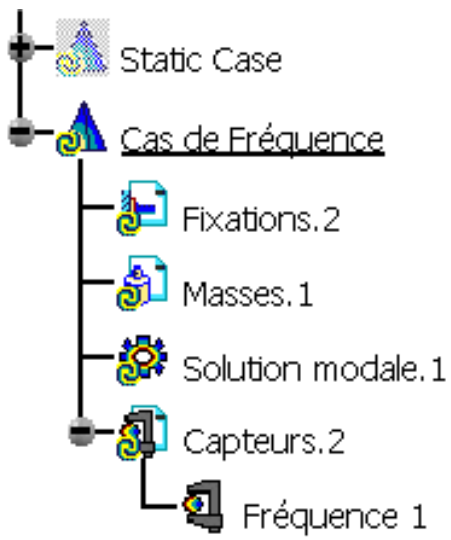 Static Case
Cas de Fréquence
Fixations.2
Masses.1
Solution modale.1
Capteurs.2
Fréquence 1